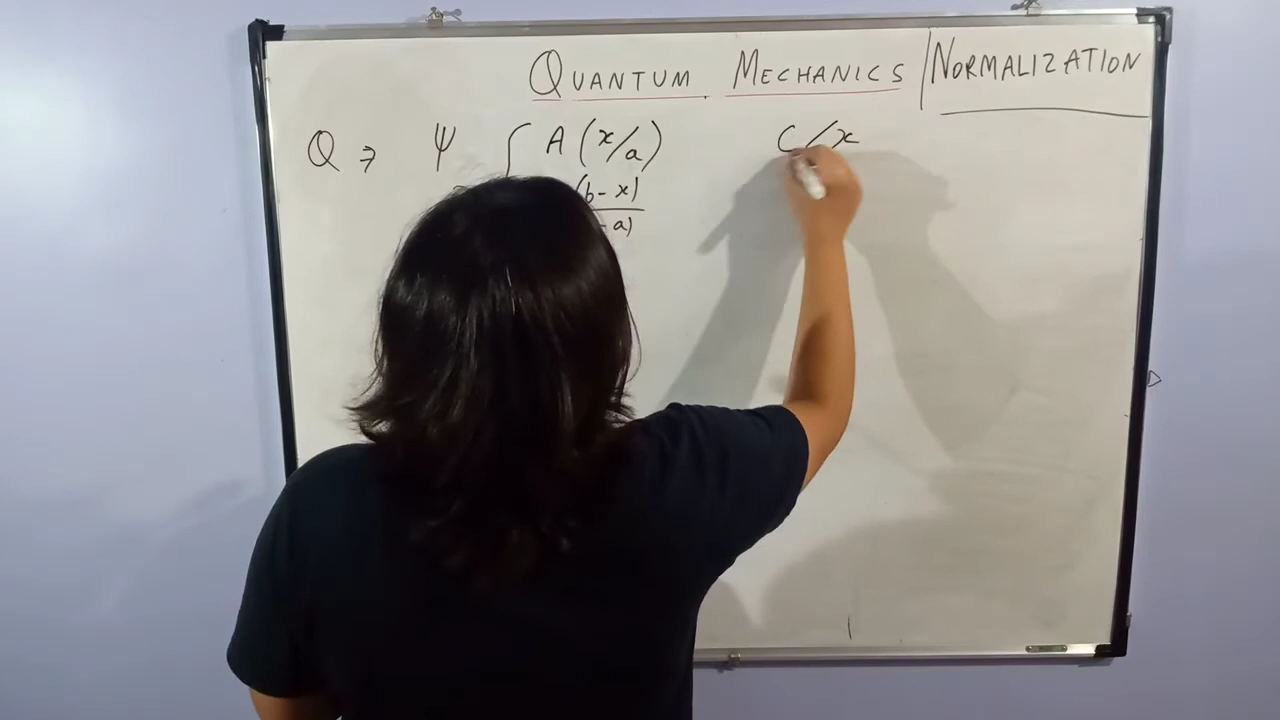 QUANTUM MECHANICS / NORMALIZATION
Q ⇒ ψ { A (x/a) C/x
(b-x)
-a)